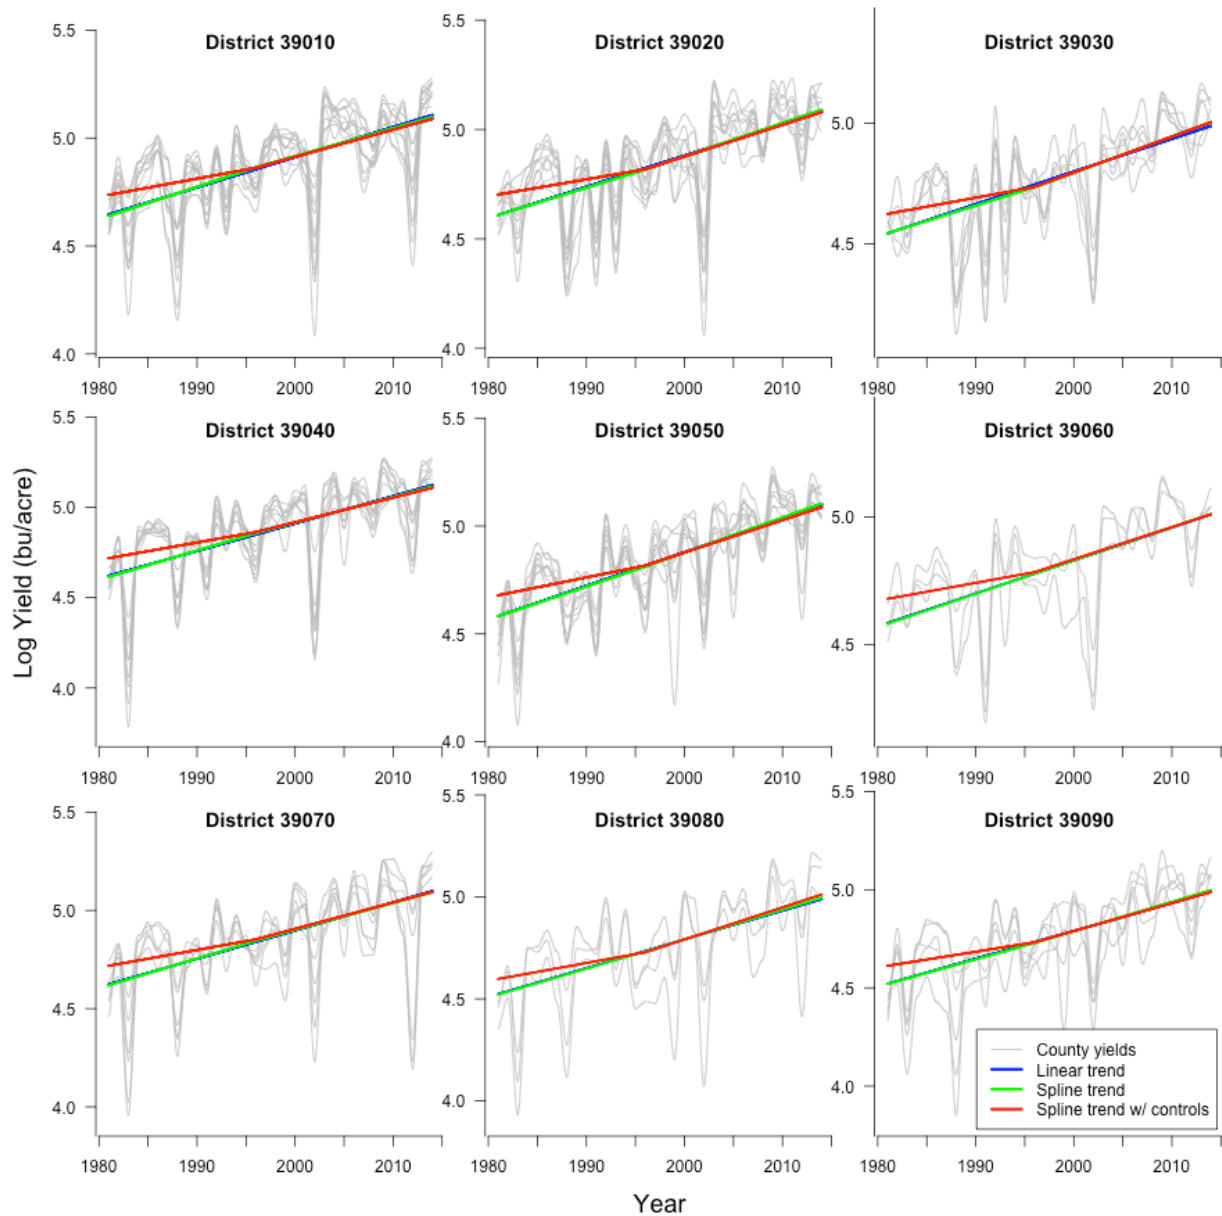 District 39010
District 39020
District 39030
5.5
5.0
4.5
4.0
5.5
5.0
4.5
4.0
5.0
4.5
1980 1990 2000 2010
1980 1990 2000 2010
1980 1990 2000 2010
District 39040
District 39050
District 39060
5.5
5.0
4.5
4.0
5.5
5.0
4.5
4.0
5.0
4.5
1980 1990 2000 2010
1980 1990 2000 2010
1980 1990 2000 2010
Log Yield (bu/acre)
District 39070
District 39080
District 39090
5.5
5.0
4.5
4.0
5.5
5.0
4.5
4.0
5.5
5.0
4.5
4.0
County yields
Linear trend
Spline trend
Spline trend w/ controls
1980 1990 2000 2010
1980 1990 2000 2010
1980 1990 2000 2010
Year